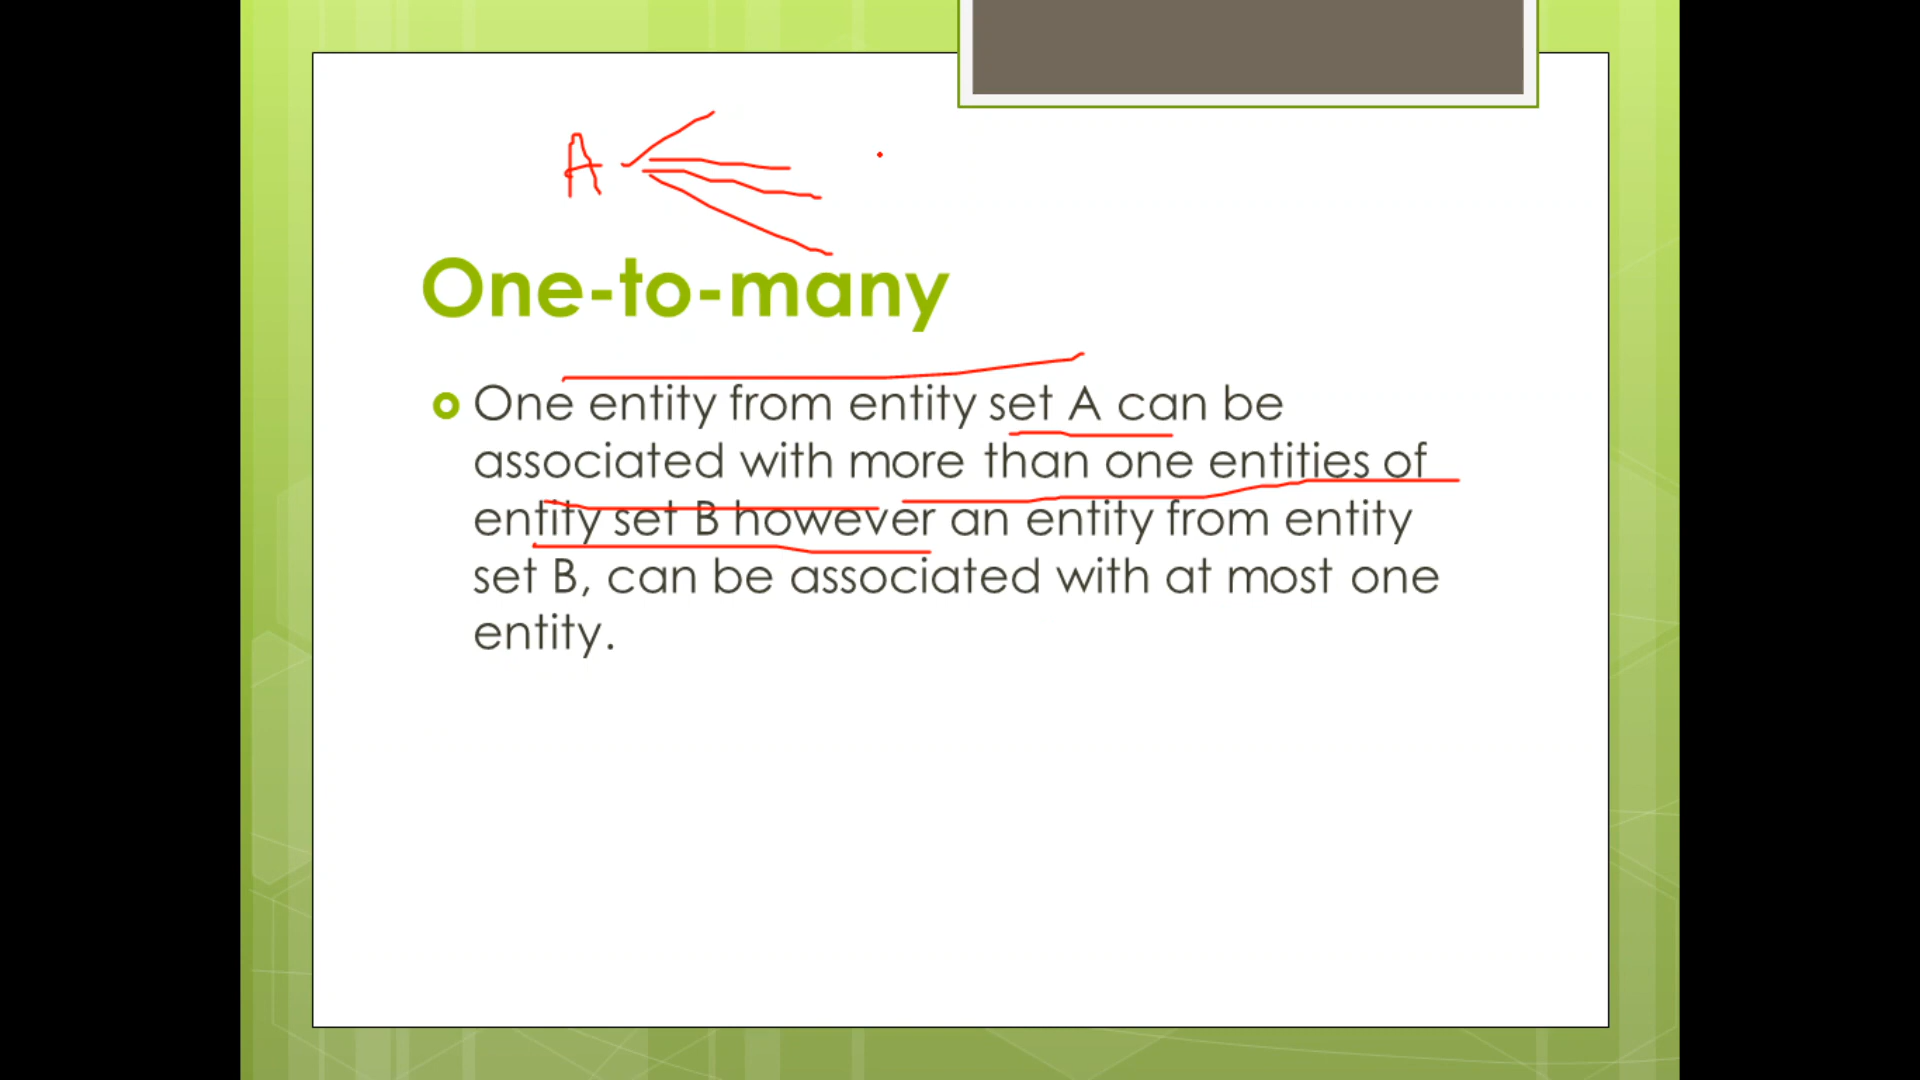 A
One-to-many
One entity from entity set A can be
associated with more than one entities of
entity set B however an entity from entity
set B, can be associated with at most one
entity.